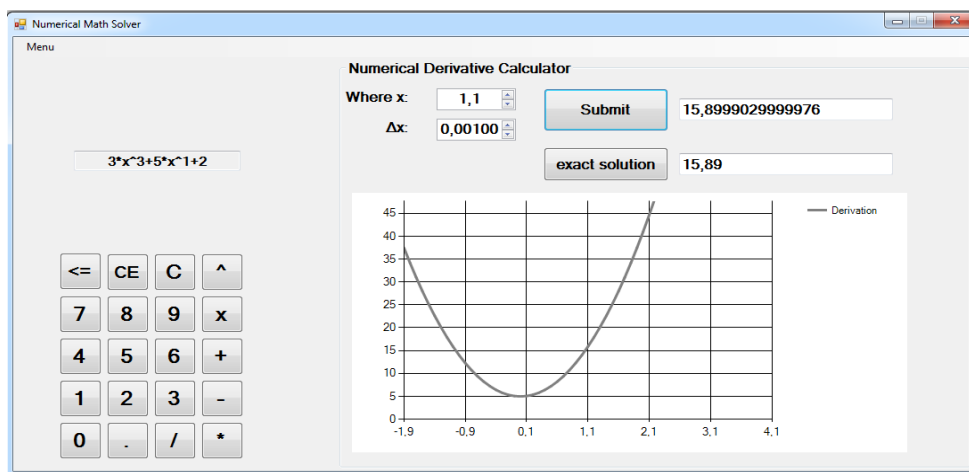 Numerical Math Solver
Menu
Numerical Derivative Calculator
Where x: 1,1 Submit 15,8999029999976
Δx: 0,00100
3*x^3+5*x^1+2 exact solution 15,89
Derivation
45
40
35
30
25
20
15
10
5
0
-1,9 -0,9 0,1 1,1 2,1 3,1 4,1
<= CE C ^
7 8 9 x
4 5 6 +
1 2 3 -
0 . / *